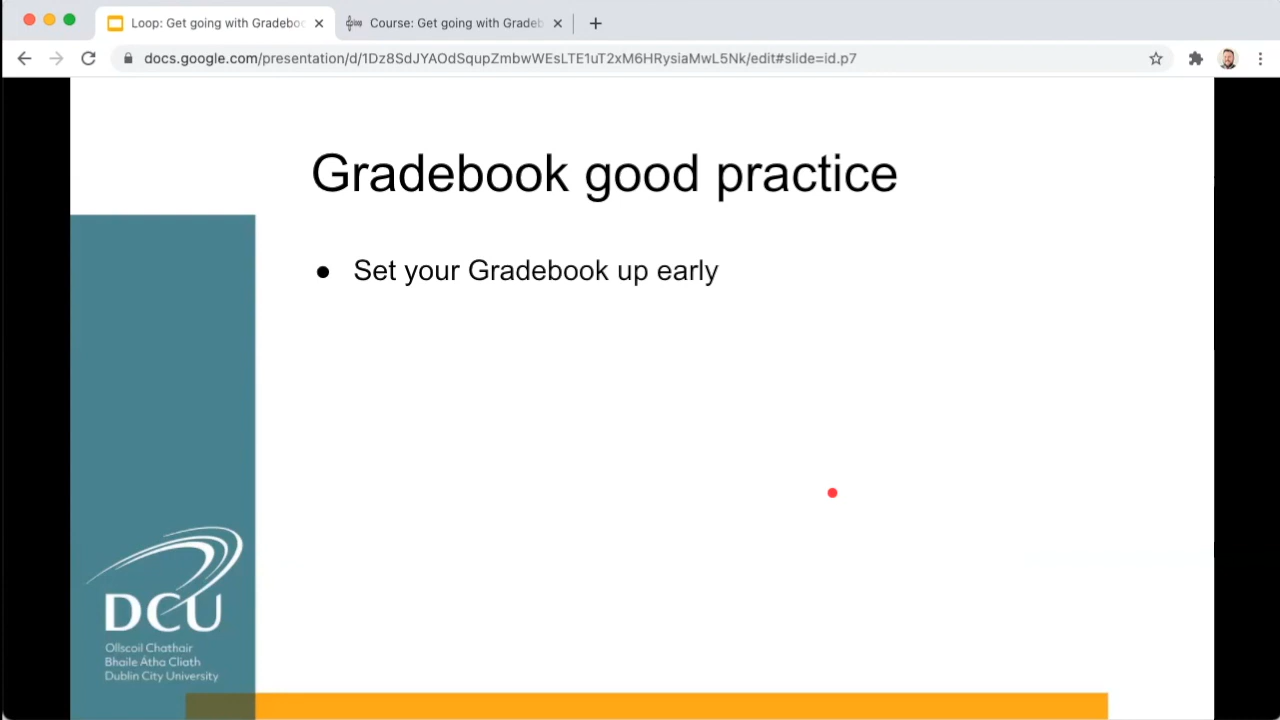 Loop: Get going with Gradeboo
Course: Get going with Gradeb
docs.google.com/presentation/d/1Dz8SdJYAOdSqupZmbwWEsLTE1uT2xM6HRysiaMwL5Nk/edit#slide=id.p7
Gradebook good practice
● Set your Gradebook up early
DCU
Ollscoil Chathair
Bhaile Átha Cliath
Dublin City University